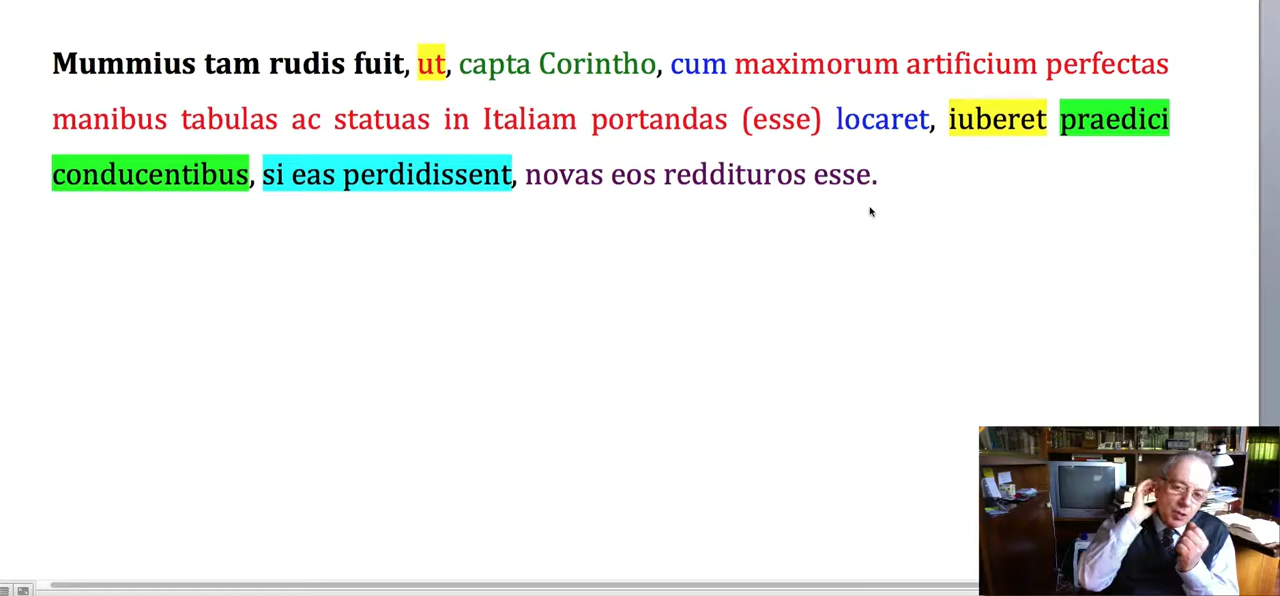 Mummius tam rudis fuit, ut, capta Corintho, cum maximorum artificium perfectas
manibus tabulas ac statuas in Italiam portandas (esse) locaret, iuberet praedici
conducentibus, si eas perdidissent, novas eos reddituros esse.